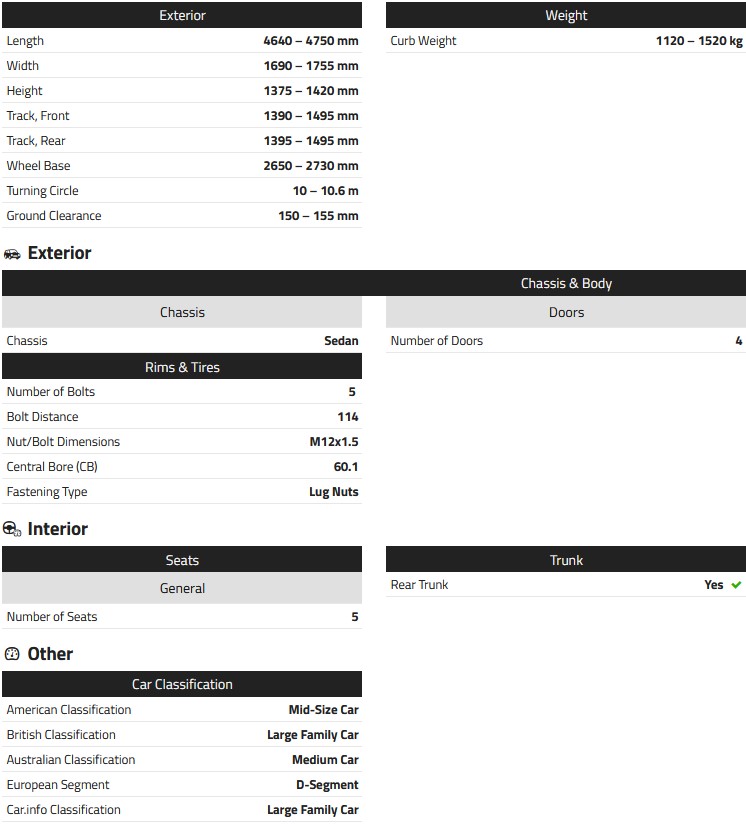 Exterior
Length 4640 – 4750 mm
Width 1690 – 1755 mm
Height 1375 – 1420 mm
Track, Front 1390 – 1495 mm
Track, Rear 1395 – 1495 mm
Wheel Base 2650 – 2730 mm
Turning Circle 10 – 10.6 m
Ground Clearance 150 – 155 mm
Weight
Curb Weight 1120 – 1520 kg
Exterior
Chassis & Body
Chassis
Chassis Sedan
Doors
Number of Doors 4
Rims & Tires
Number of Bolts 5
Bolt Distance 114
Nut/Bolt Dimensions M12x1.5
Central Bore (CB) 60.1
Fastening Type Lug Nuts
Interior
Seats
General
Number of Seats 5
Trunk
Rear Trunk Yes
Other
Car Classification
American Classification Mid-Size Car
British Classification Large Family Car
Australian Classification Medium Car
European Segment D-Segment
Car.info Classification Large Family Car